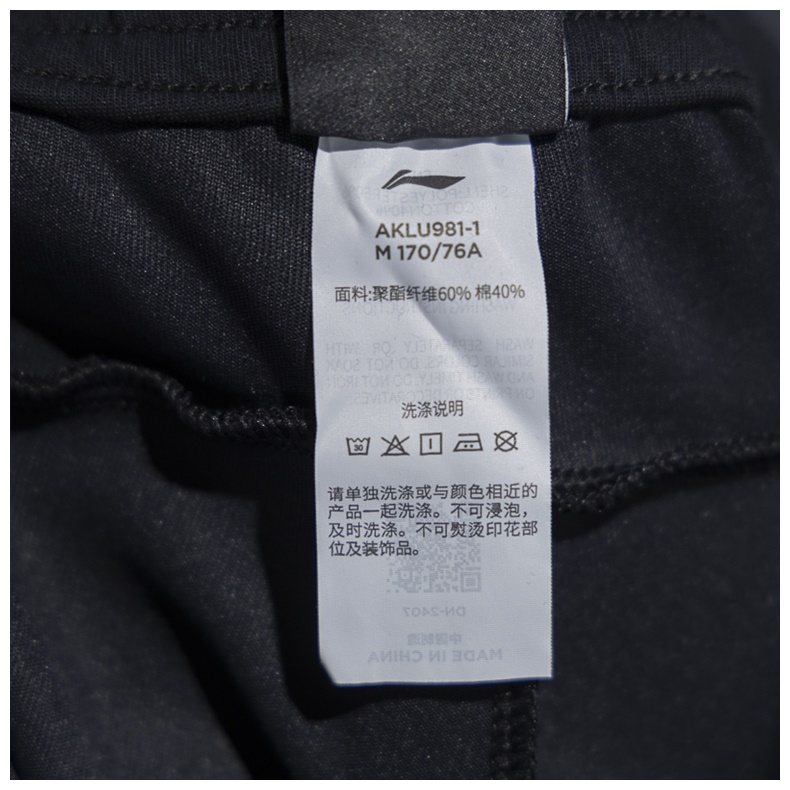 AKLU981-1
M 170/76A
面料:聚酯纤维60% 棉40%
洗涤说明
30
请单独洗涤或与颜色相近的
产品一起洗涤。不可浸泡,
及时洗涤。不可熨烫印花部
位及装饰品。
DN-2407
中国制造
MADE IN CHINA